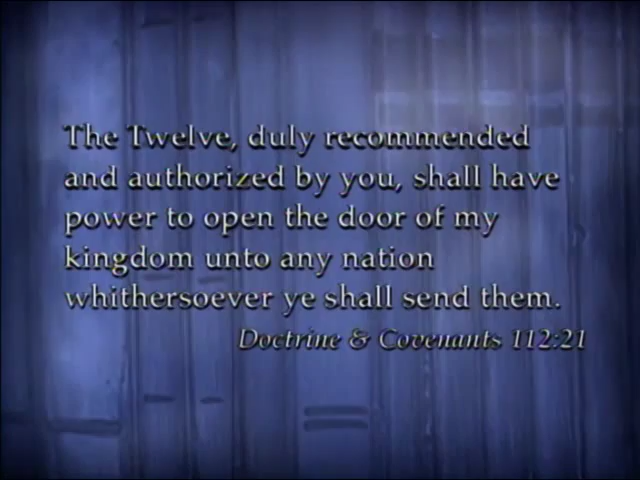 The Twelve, duly recommended
and authorized by you, shall have
power to open the door of my
kingdom unto any nation
whithersoever ye shall send them.
Doctrine & Covenants 112:21